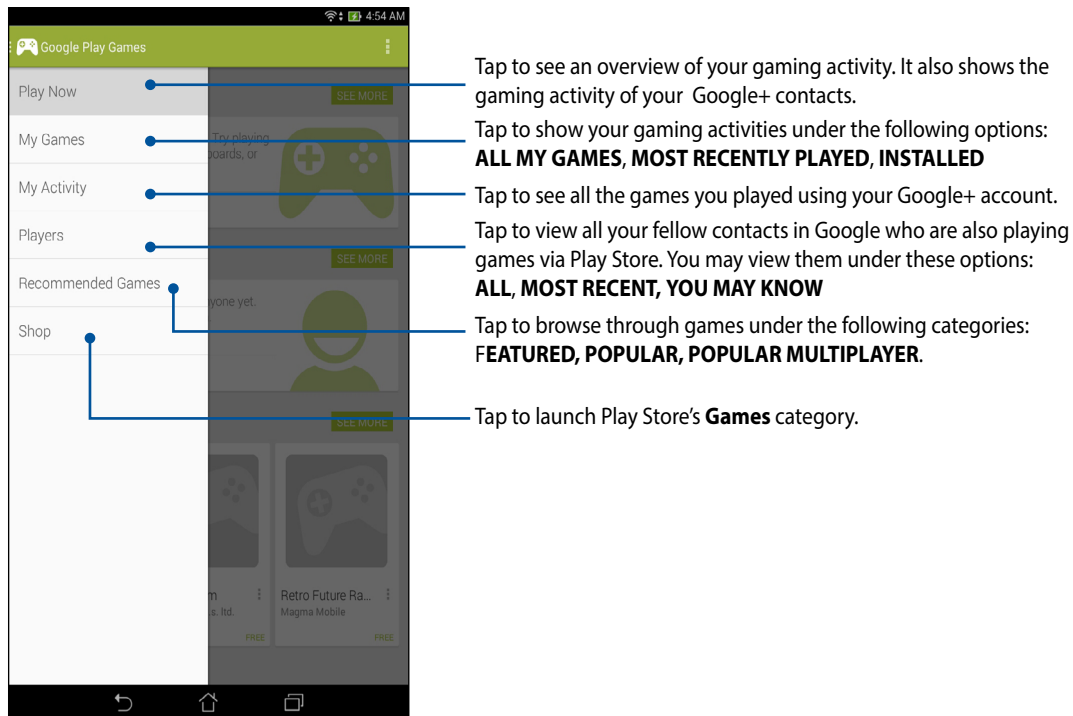 4:54 AM
Google Play Games
Play Now
My Games
My Activity
Players
Recommended Games
Shop
SEE MORE
Try playing
boards; or
SEE MORE
yone yet.
SEE MORE
m
s. ltd.
FREE
Retro Future Ra...
Magma Mobile
FREE
Tap to see an overview of your gaming activity. It also shows the
gaming activity of your Google+ contacts.
Tap to show your gaming activities under the following options:
ALL MY GAMES, MOST RECENTLY PLAYED, INSTALLED
Tap to see all the games you played using your Google+ account.
Tap to view all your fellow contacts in Google who are also playing
games via Play Store. You may view them under these options:
ALL, MOST RECENT, YOU MAY KNOW
Tap to browse through games under the following categories:
FEATURED, POPULAR, POPULAR MULTIPLAYER.
Tap to launch Play Store’s Games category.